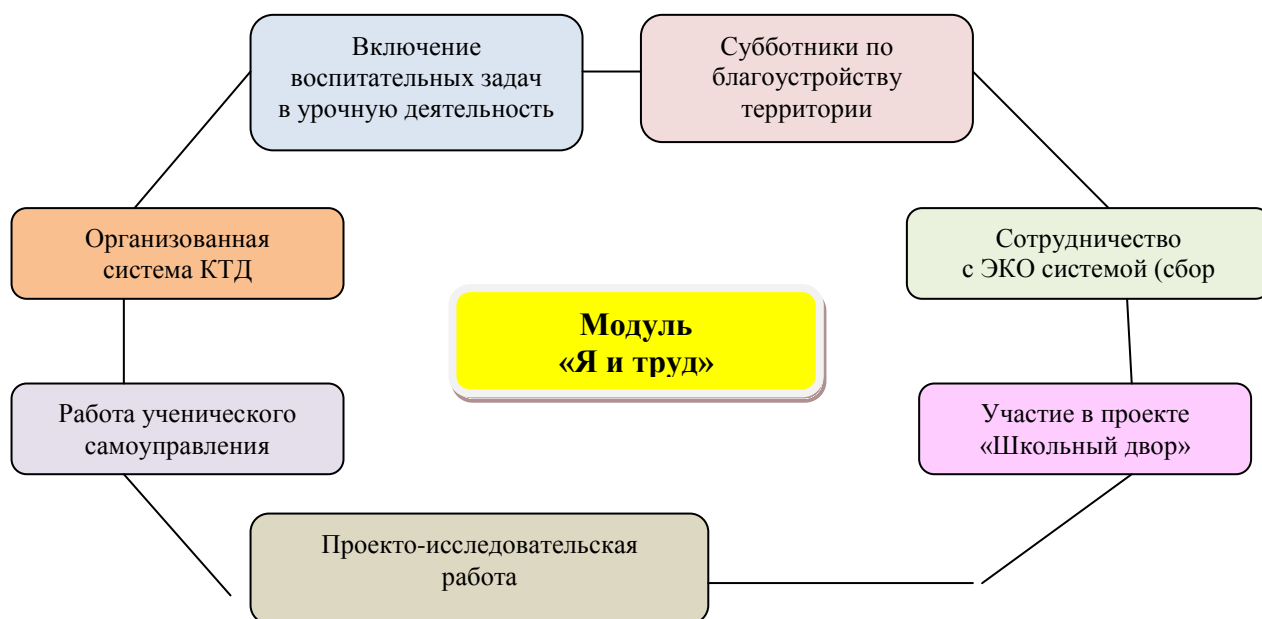 Включение
воспитательных задач
в урочную деятельность
Субботники по
благоустройству
территории
Организованная
система КТД
Сотрудничество
с ЭКО системой (сбор
Модуль
«Я и труд»
Работа ученического
самоуправления
Участие в проекте
«Школьный двор»
Проекто-исследовательская
работа